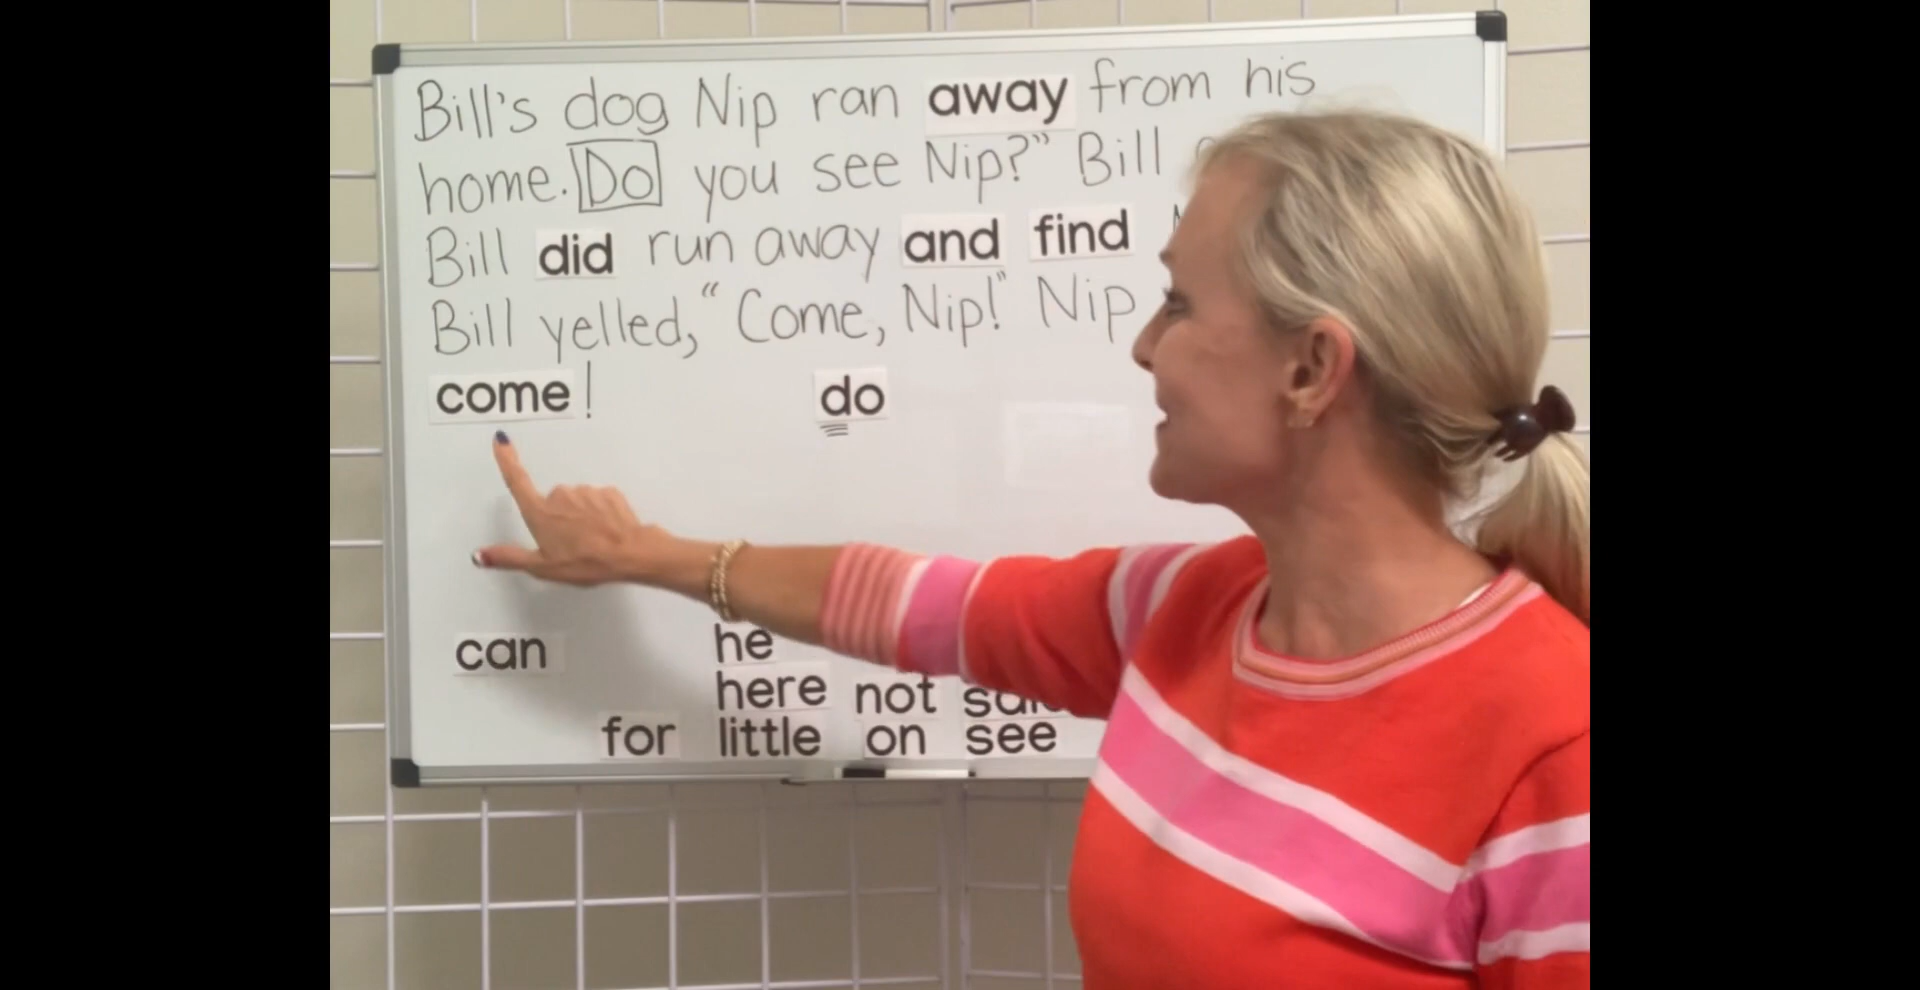 Bill's dog Nip ran away from his
home. Do you see Nip?" Bill
Bill did run away and find
Bill yelled, "Come, Nip!" Nip
come!
do
can
he
here not
for little on see